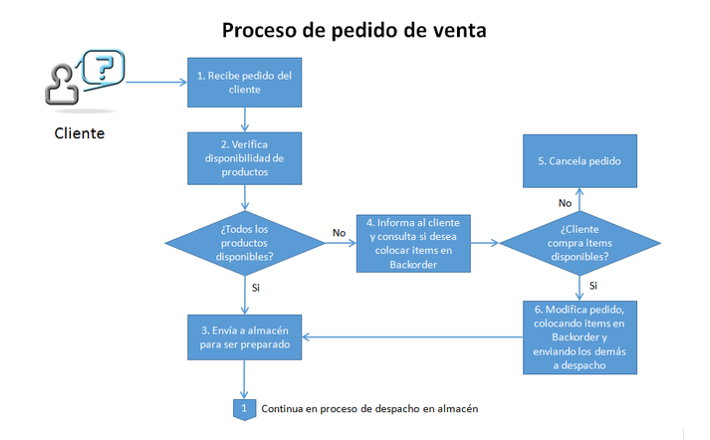 Proceso de pedido de venta
?
Cliente
1. Recibe pedido del
cliente
2. Verifica
disponibilidad de
productos
¿Todos los
productos
disponibles?
No
4. Informa al cliente
y consulta si desea
colocar items en
Backorder
¿Cliente
compra items
disponibles?
No
5. Cancela pedido
Si
6. Modifica pedido,
colocando items en
Backorder y
enviando los demás
a despacho
Si
3. Envía a almacén
para ser preparado
1
Continua en proceso de despacho en almacén